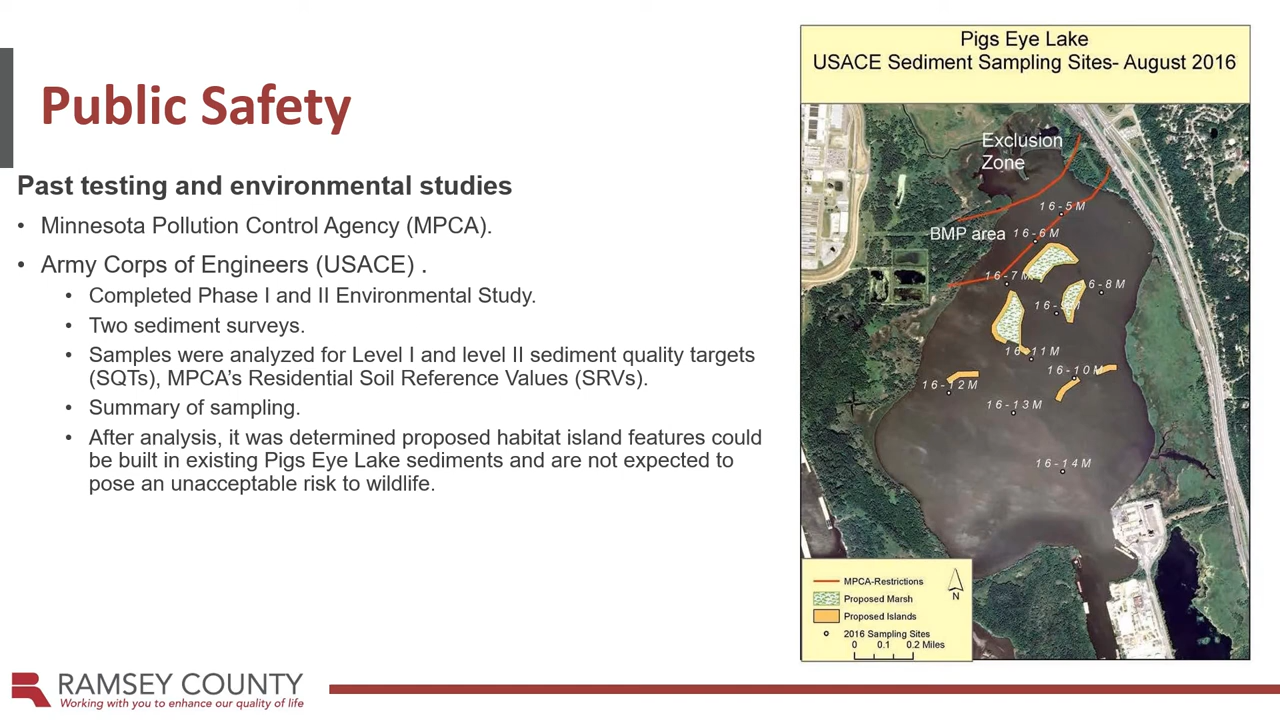 Public Safety
Past testing and environmental studies
• Minnesota Pollution Control Agency (MPCA).
• Army Corps of Engineers (USACE) .
• Completed Phase I and II Environmental Study.
• Two sediment surveys.
• Samples were analyzed for Level I and level II sediment quality targets
(SQTs), MPCA's Residential Soil Reference Values (SRVs).
• Summary of sampling.
• After analysis, it was determined proposed habitat island features could
be built in existing Pigs Eye Lake sediments and are not expected to
pose an unacceptable risk to wildlife.
Pigs Eye Lake
USACE Sediment Sampling Sites- August 2016
Exclusion
Zone
16-5M
BMP area
16-6M
16-7M
6-8M
16-
16-11M
16-10M
16-12M
16-13M
16-14M
MPCA-Restrictions
Proposed Marsh
Proposed Islands
2016 Sampling Sites
0 0.1 0.2 Miles
N
RAMSEY COUNTY
Working with you to enhance our quality of life